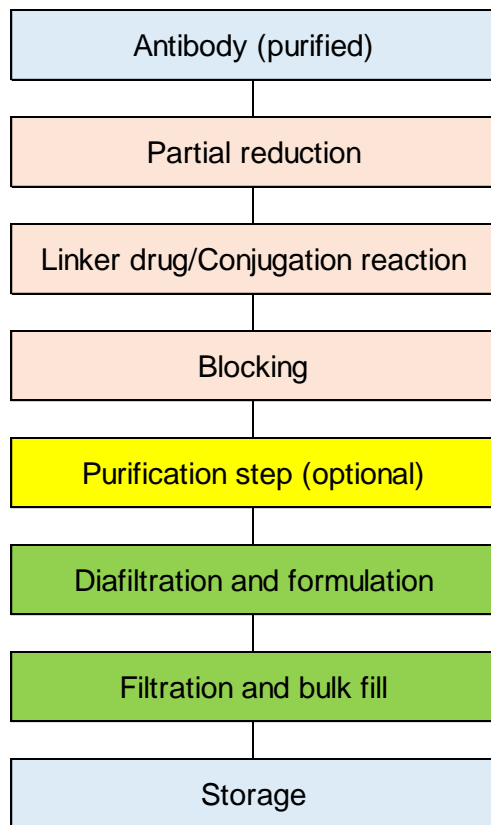 Antibody (purified)
Partial reduction
Linker drug/Conjugation reaction
Blocking
Purification step (optional)
Diafiltration and formulation
Filtration and bulk fill
Storage